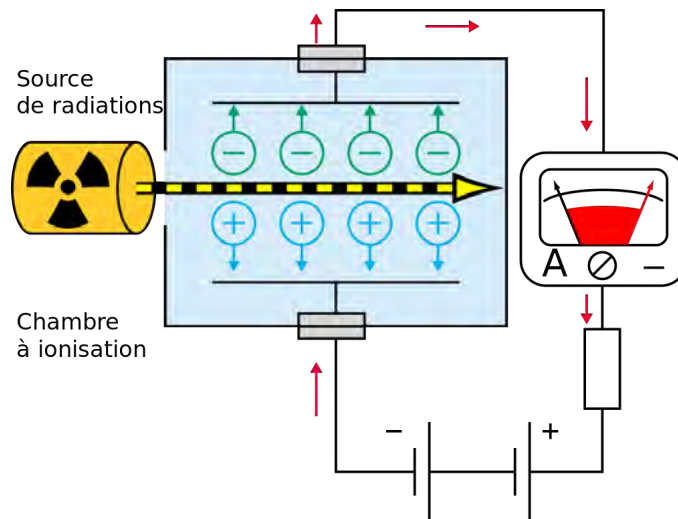 Source
de radiations
− − − −
+ + + +
Chambre
à ionisation
A −
− +